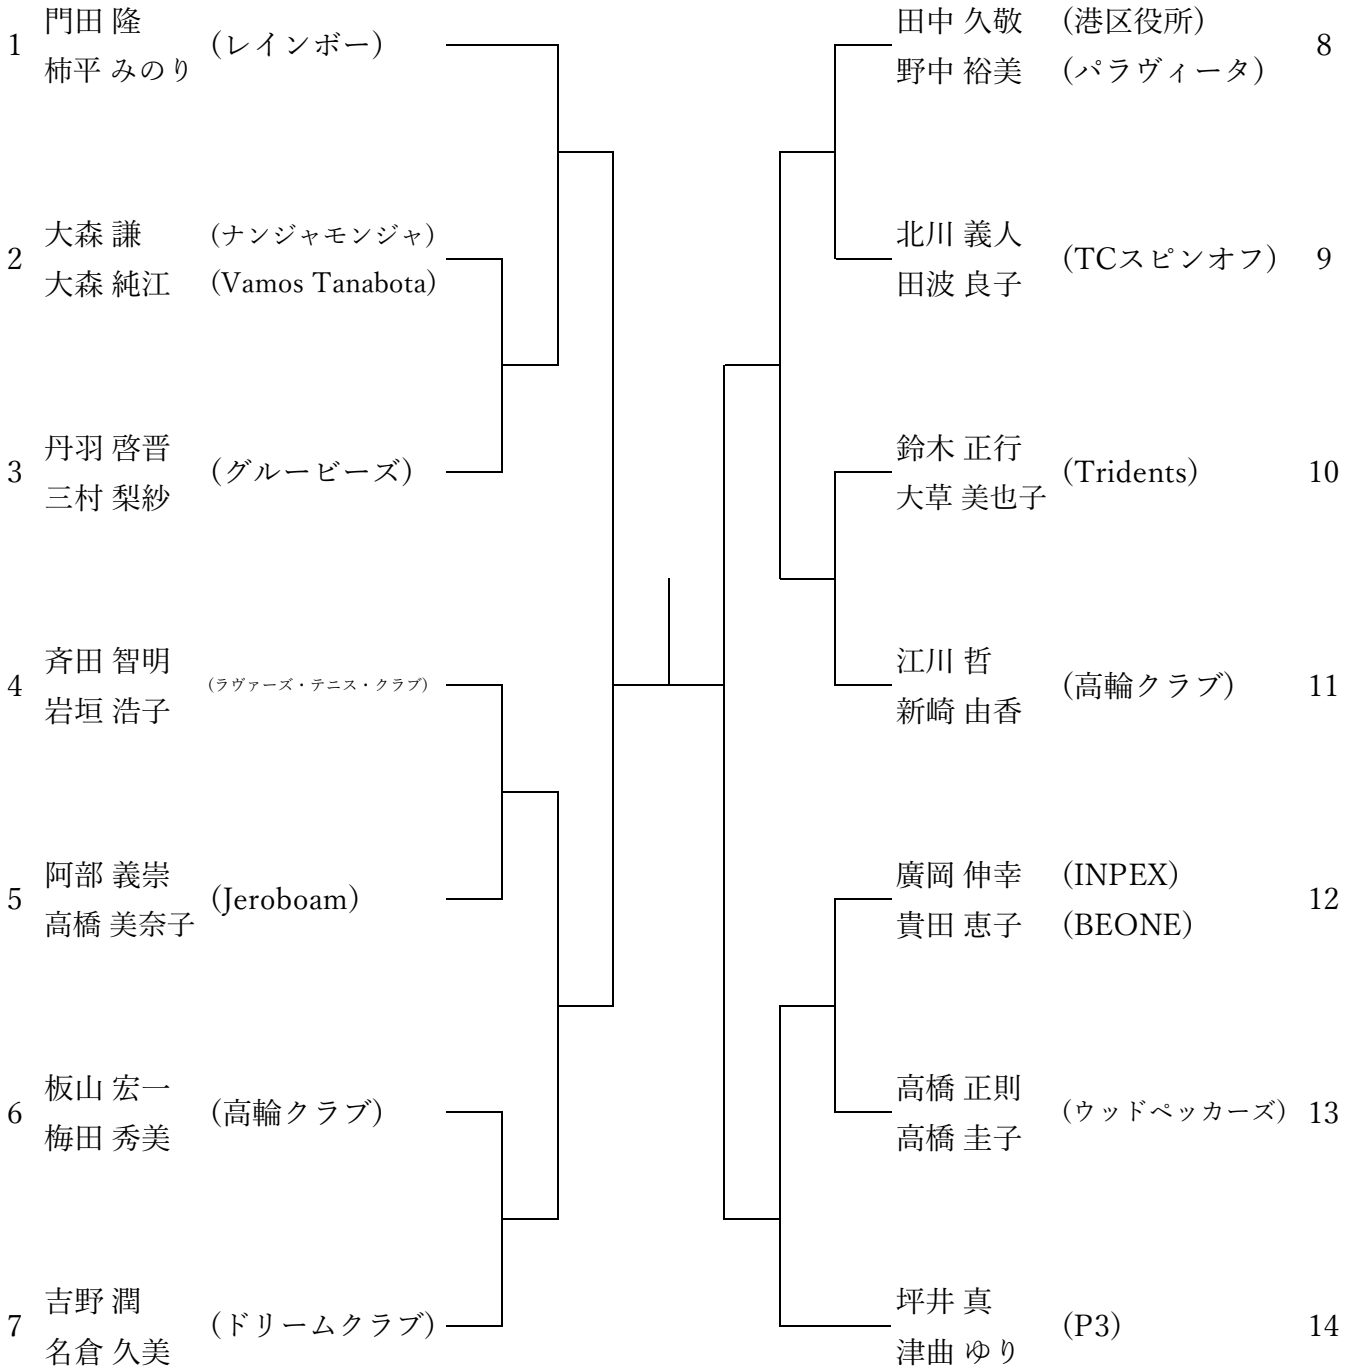 1 門田 隆 (レインボー)
柿平 みのり
2 大森 謙 (ナンジャモンジャ)
大森 純江 (Vamos Tanabota)
3 丹羽 啓晋 (グルービーズ)
三村 梨紗
4 斉田 智明 (ラヴァーズ・テニス・クラブ)
岩垣 浩子
5 阿部 義崇 (Jeroboam)
高橋 美奈子
6 板山 宏一 (高輪クラブ)
梅田 秀美
7 吉野 潤 (ドリームクラブ)
名倉 久美
田中 久敬 (港区役所) 8
野中 裕美 (パラヴィータ)
北川 義人 (TCスピンオフ) 9
田波 良子
鈴木 正行 (Tridents) 10
大草 美也子
江川 哲 (高輪クラブ) 11
新崎 由香
廣岡 伸幸 (INPEX) 12
貴田 恵子 (BEONE)
高橋 正則 (ウッドペッカーズ) 13
高橋 圭子
坪井 真 (P3) 14
津曲 ゆり